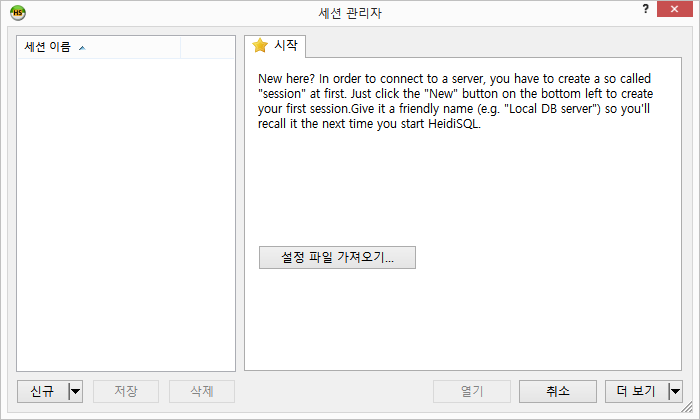 HS
세션 관리자
?
세션 이름
시작
New here? In order to connect to a server, you have to create a so called
"session" at first. Just click the "New" button on the bottom left to create
your first session.Give it a friendly name (e.g. "Local DB server") so you'll
recall it the next time you start HeidiSQL.
설정 파일 가져오기...
신규
저장
삭제
열기
취소
더 보기